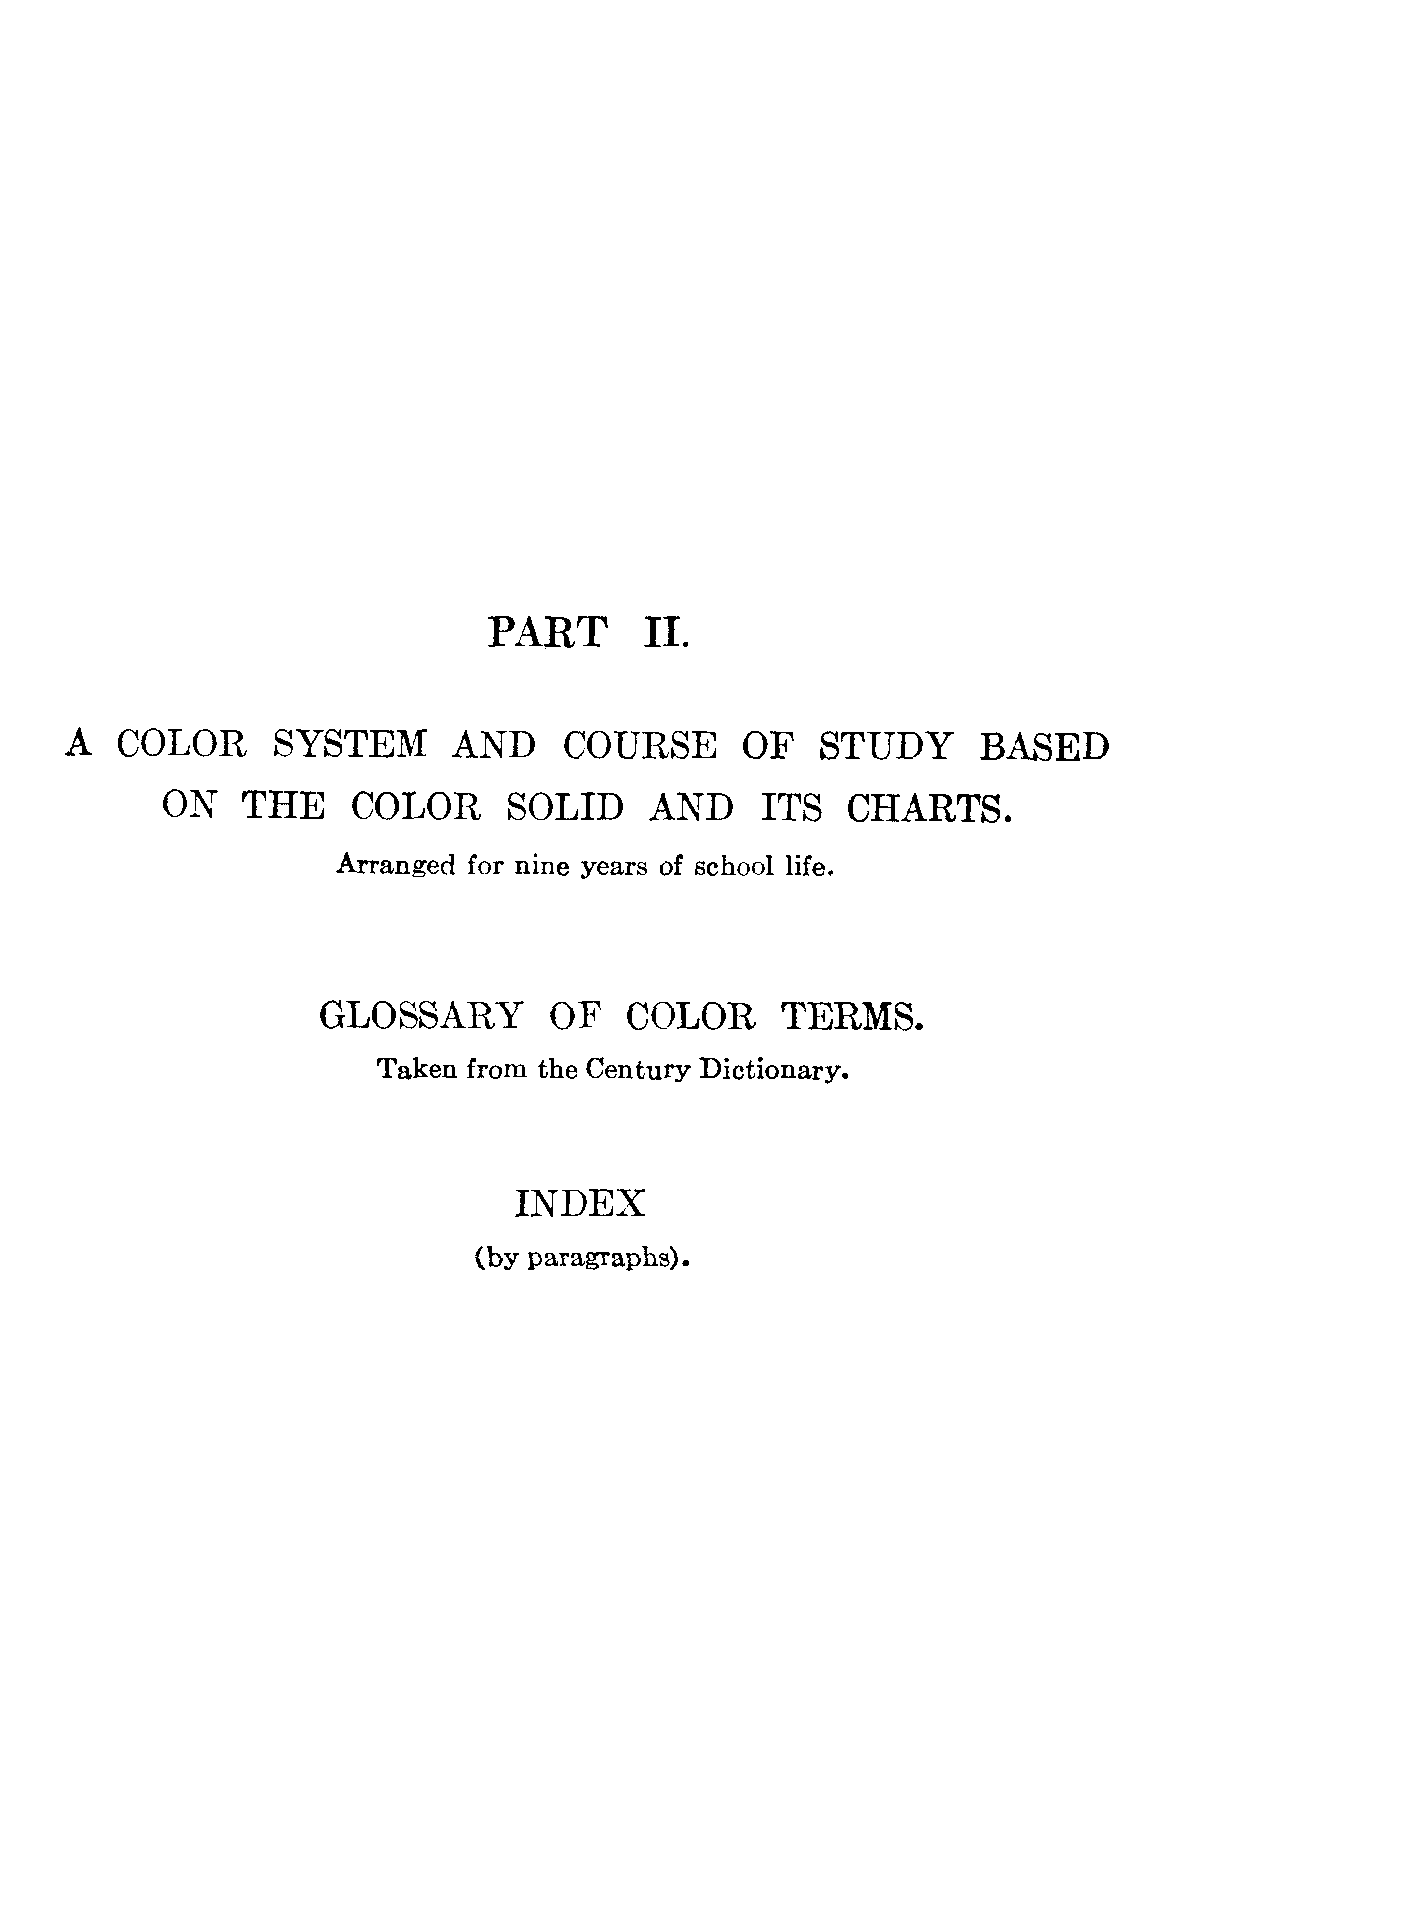 PART II.
A COLOR SYSTEM AND COURSE OF STUDY BASED
ON THE COLOR SOLID AND ITS CHARTS.
Arranged for nine years of school life.
GLOSSARY OF COLOR TERMS.
Taken from the Century Dictionary.
INDEX
(by paragraphs).